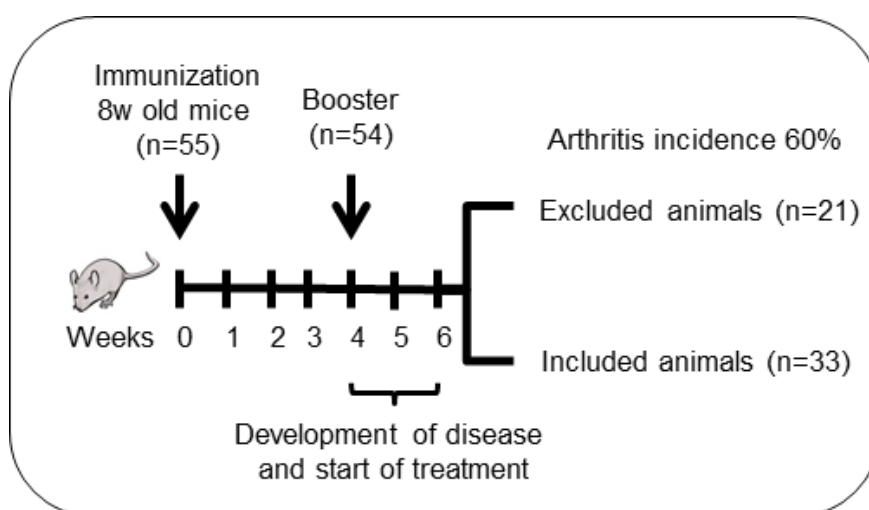 Immunization
8w old mice
(n=55)
Booster
(n=54)
Arthritis incidence 60%
Excluded animals (n=21)
Weeks 0 1 2 3 4 5 6
Included animals (n=33)
Development of disease
and start of treatment